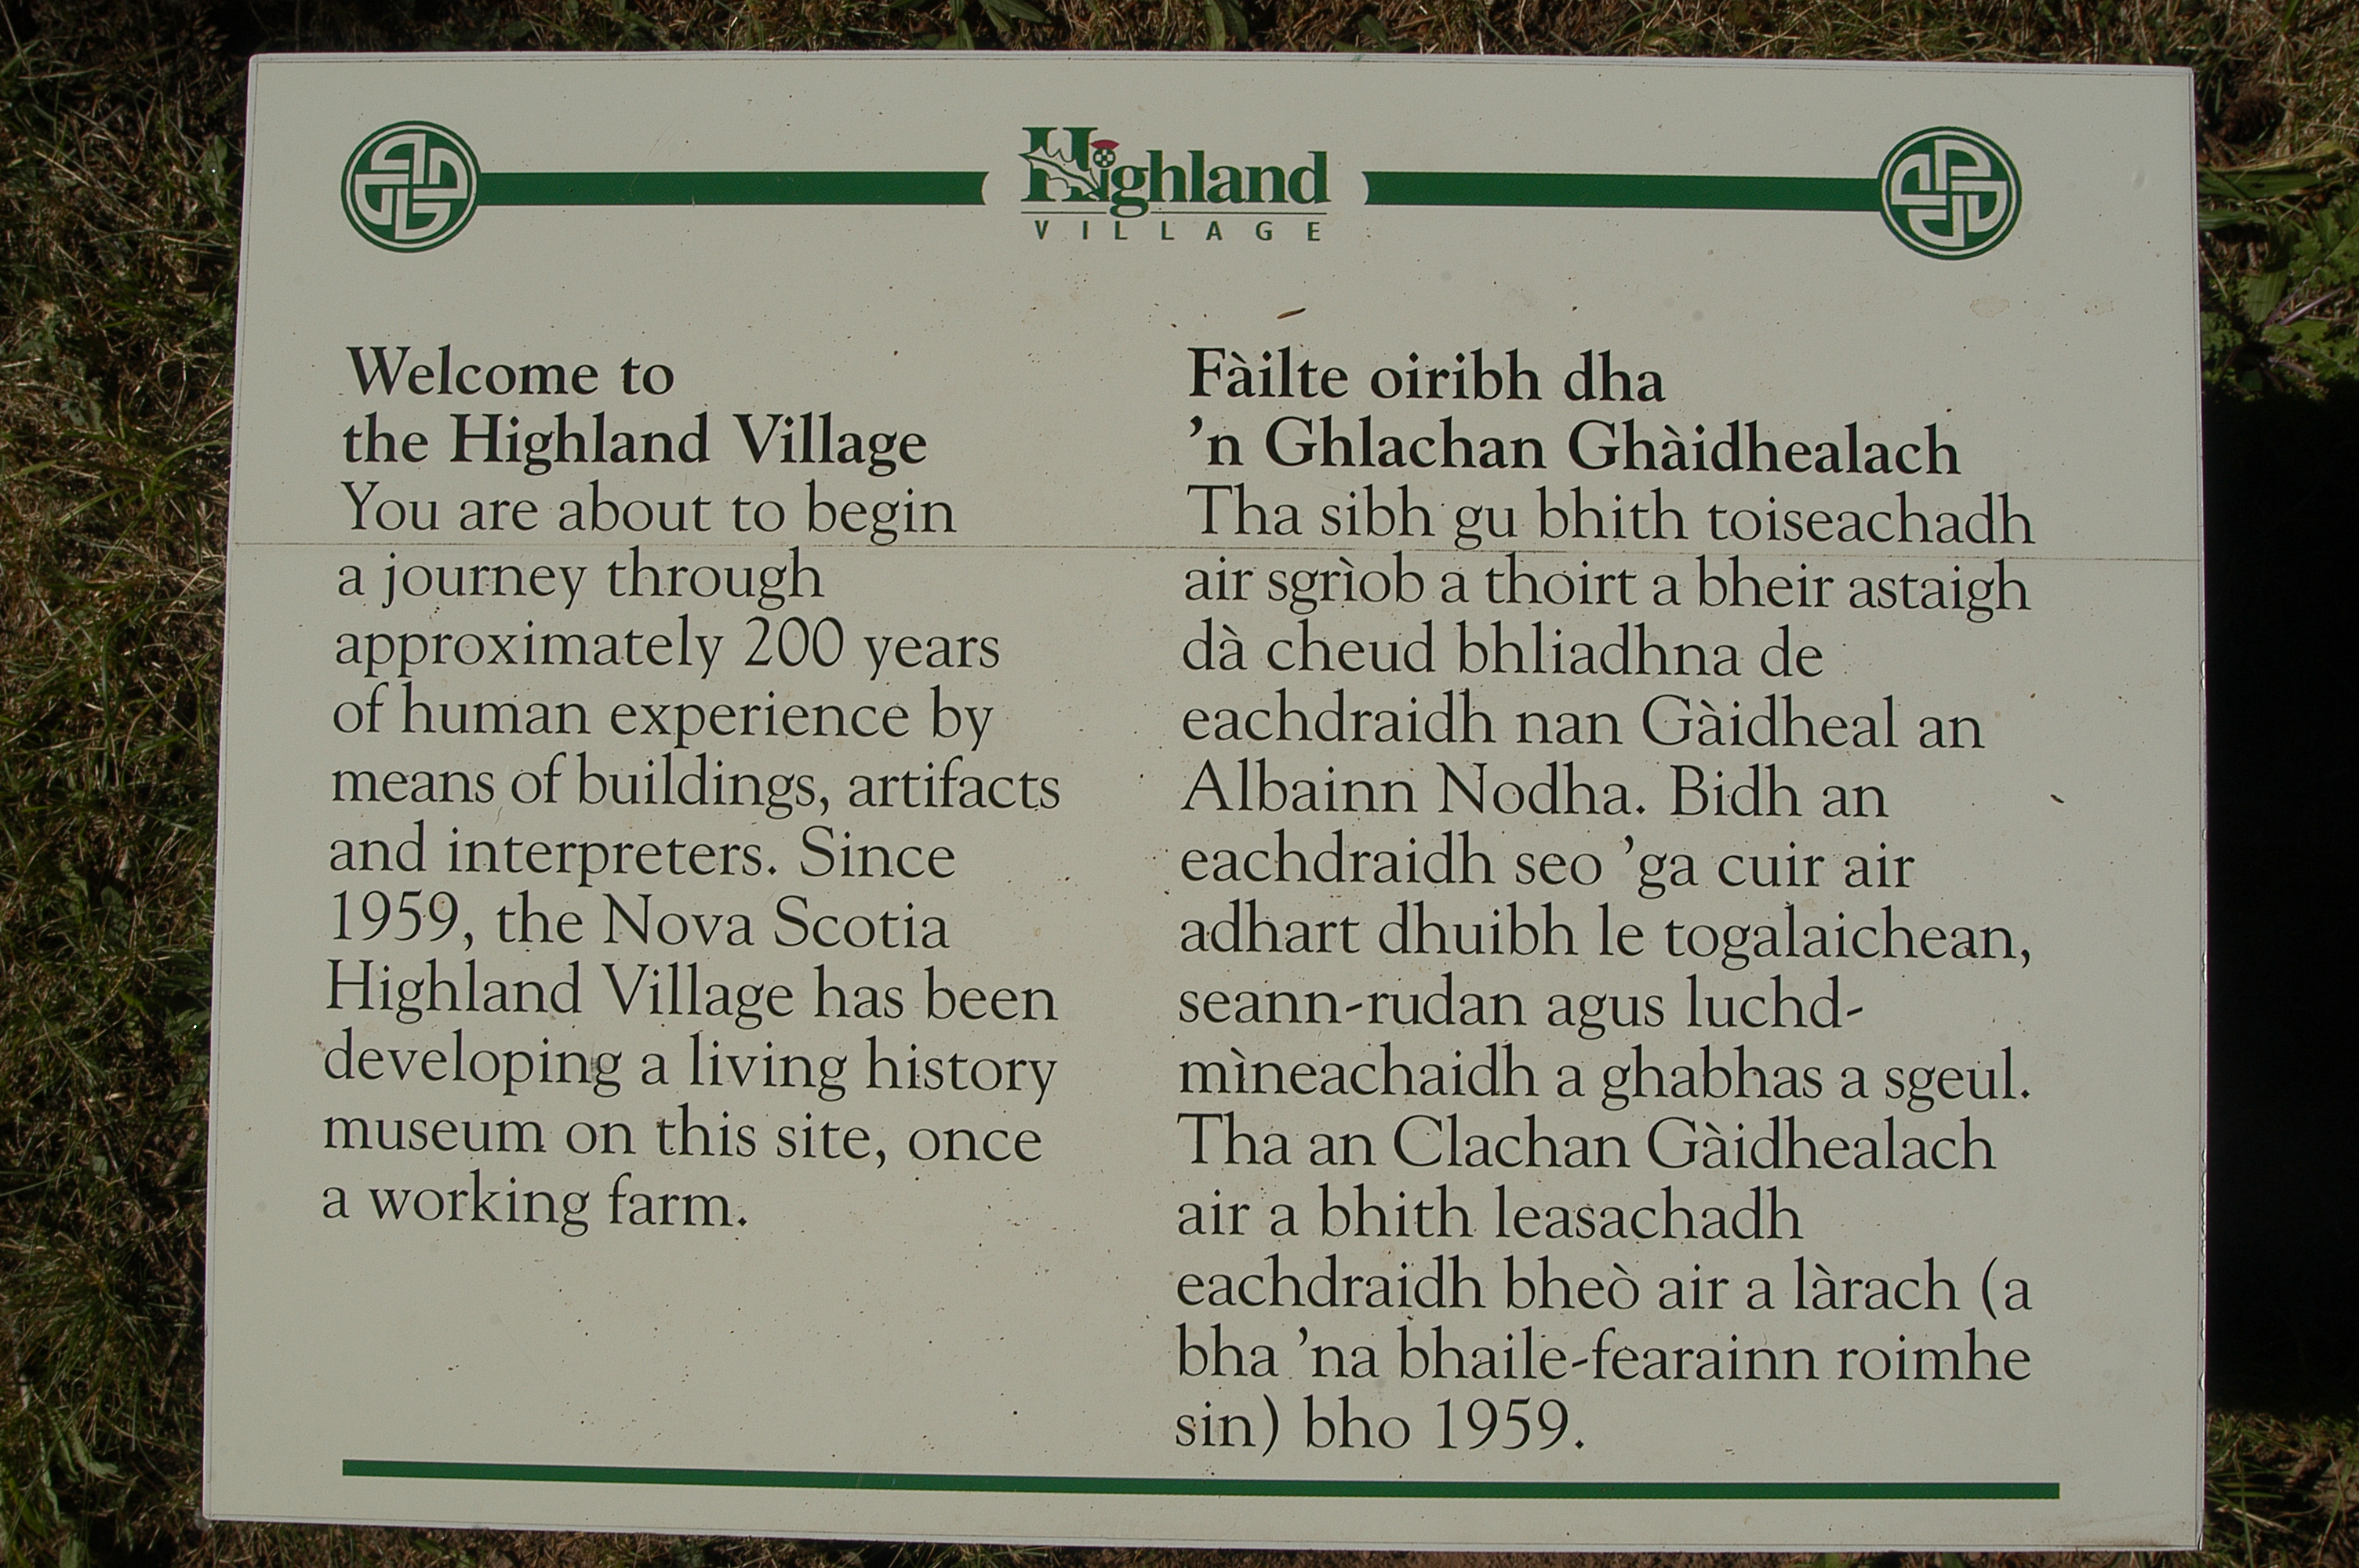 Highland
VILLAGE
Welcome to
the Highland Village
You are about to begin
a journey through
approximately 200 years
of human experience by
means of buildings, artifacts
and interpreters. Since
1959, the Nova Scotia
Highland Village has been
developing a living history
museum on this site, once
a working farm.
Fàilte oiribh dha
’n Ghlachan Ghàidhealach
Tha sibh gu bhith toiseachadh
air sgrìob a thoirt a bheir astaigh
dà cheud bhliadhna de
eachdraidh nan Gàidheal an
Albainn Nodha. Bidh an
eachdraidh seo ’ga cuir air
adhart dhuibh le togalaichean,
seann-rudan agus luchd-
mìneachaidh a ghabhas a sgeul.
Tha an Clachan Gàidhealach
air a bhith leasachadh
eachdraidh bheò air a làrach (a
bha ’na bhaile-fearainn roimhe
sin) bho 1959.